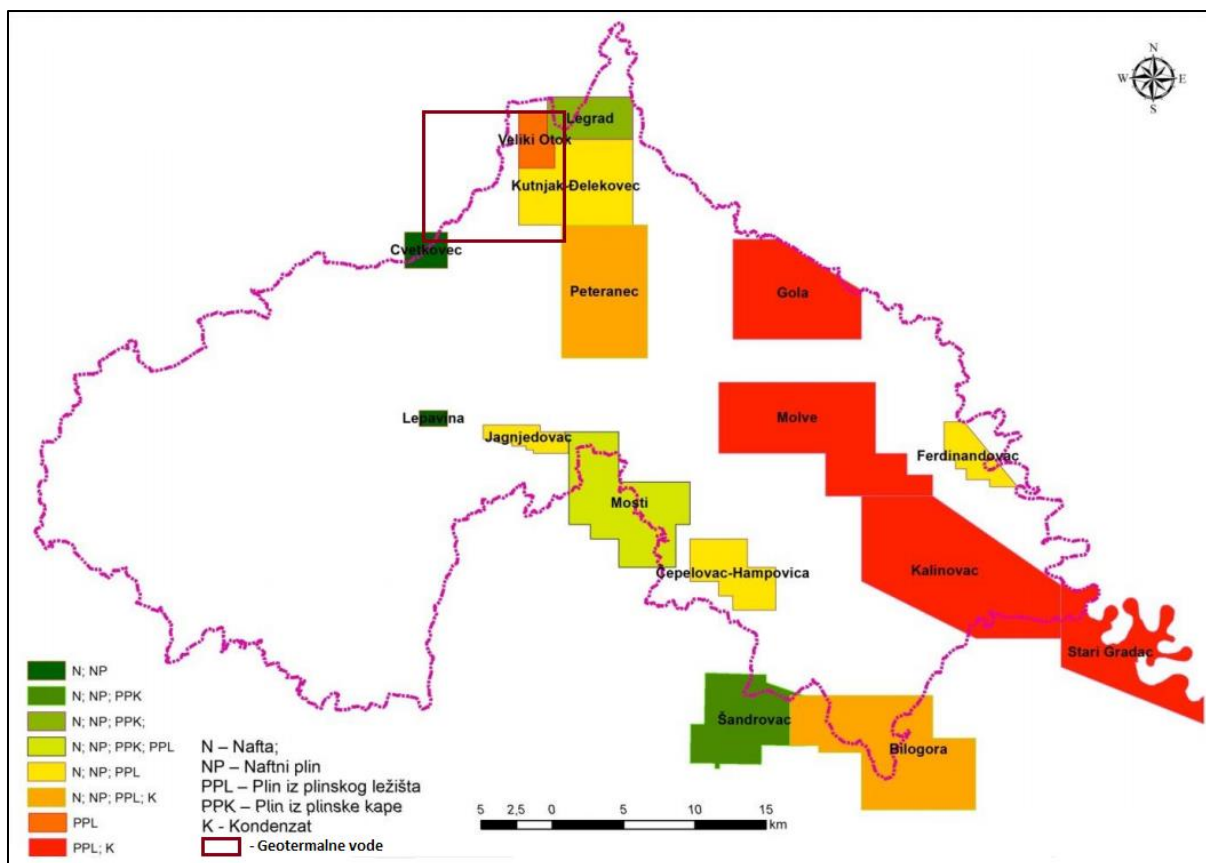 N
W E
S
Legrad
Veliki Otok
Kutnjak-Đelekovec
Cvetkovec
Peteranec
Gola
Lepavina
Jagnjedovac
Molve
Ferdinandovac
Mosti
Čepelovac-Hampovica
Kalinovac
Stari Gradac
Šandrovac
Bilogora
N; NP
N; NP; PPK
N; NP; PPK;
N; NP; PPK; PPL
N; NP; PPL
N; NP; PPL; K
PPL
PPL; K
N – Nafta;
NP – Naftni plin
PPL – Plin iz plinskog ležišta
PPK – Plin iz plinske kape
K - Kondenzat
- Geotermalne vode
5 2,5 0 5 10 15
km